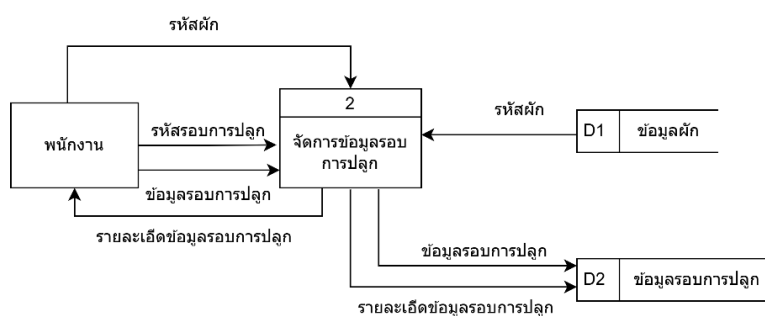 รหัสผัก
2
พนักงาน
รหัสรอบการปลูก
จัดการข้อมูลรอบ
การปลูก
รหัสผัก
D1
ข้อมูลผัก
ข้อมูลรอบการปลูก
รายละเอียดข้อมูลรอบการปลูก
ข้อมูลรอบการปลูก
D2
ข้อมูลรอบการปลูก
รายละเอียดข้อมูลรอบการปลูก